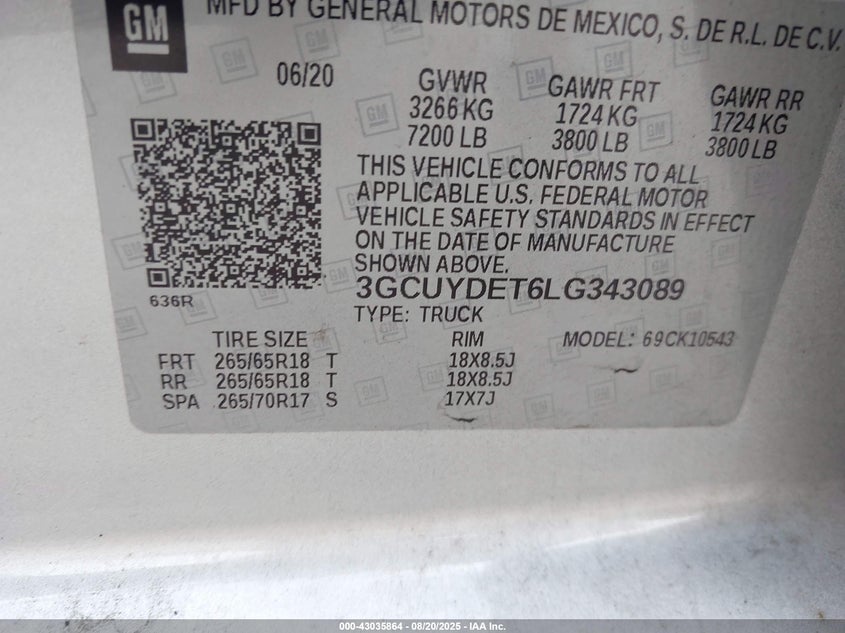 GM
MFD BY GENERAL MOTORS DE MEXICO, S. DE R.L. DE C.V.
06/20 GVWR GAWR FRT GAWR RR
3266 KG 1724 KG 1724 KG
7200 LB 3800 LB 3800 LB
THIS VEHICLE CONFORMS TO ALL
APPLICABLE U.S. FEDERAL MOTOR
VEHICLE SAFETY STANDARDS IN EFFECT
ON THE DATE OF MANUFACTURE
SHOWN ABOVE.
636R
3GCUYDET6LG343089
TYPE: TRUCK
TIRE SIZE RIM MODEL: 69CK10543
FRT 265/65R18 T 18X8.5J
RR 265/65R18 T 18X8.5J
SPA 265/70R17 S 17X7J
000-43035864 - 08/20/2025 - IAA Inc.